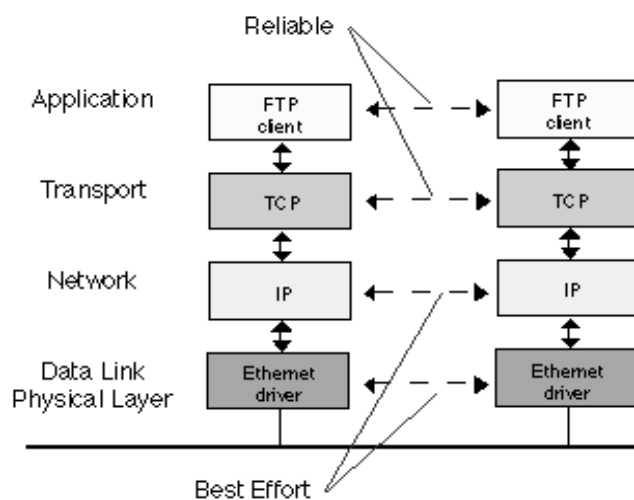 Reliable
Application
FTP
client
FTP
client
Transport
TCP
TCP
Network
IP
IP
Data Link
Physical Layer
Ethernet
driver
Ethernet
driver
Best Effort